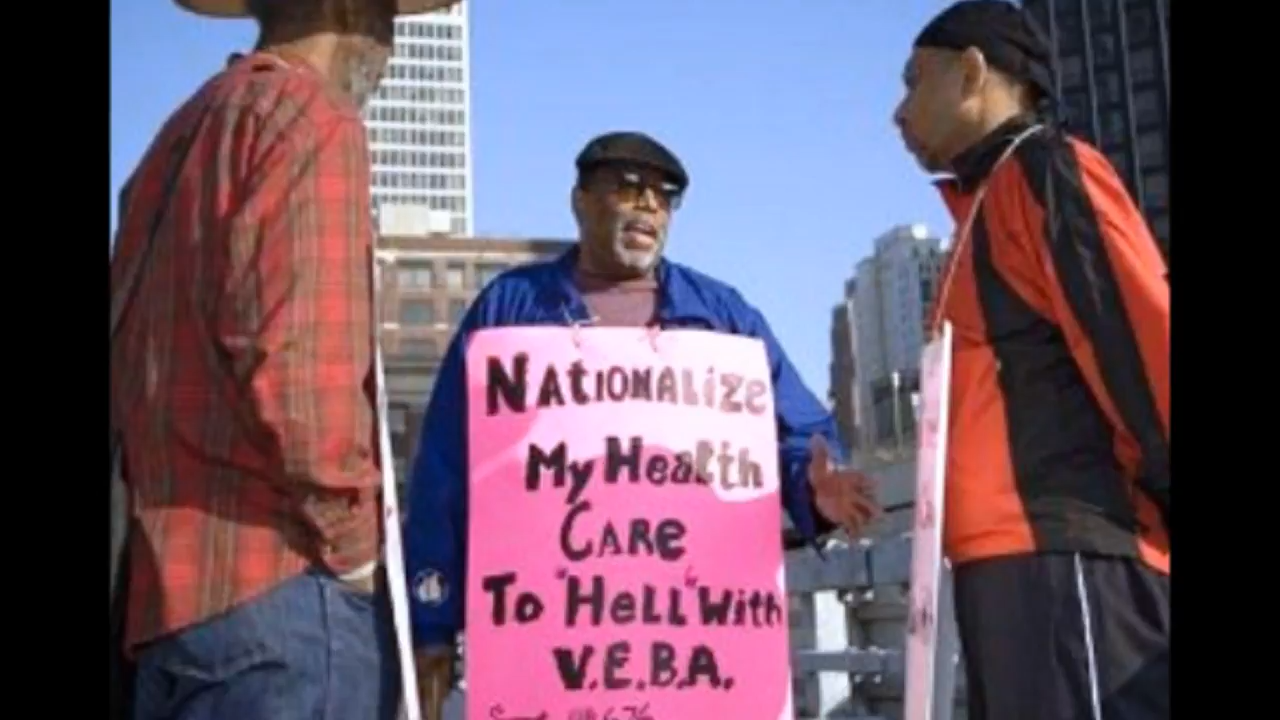 NATIONALIZE
My HEALth
CARE
To "HeLL" With
V.E.B.A.